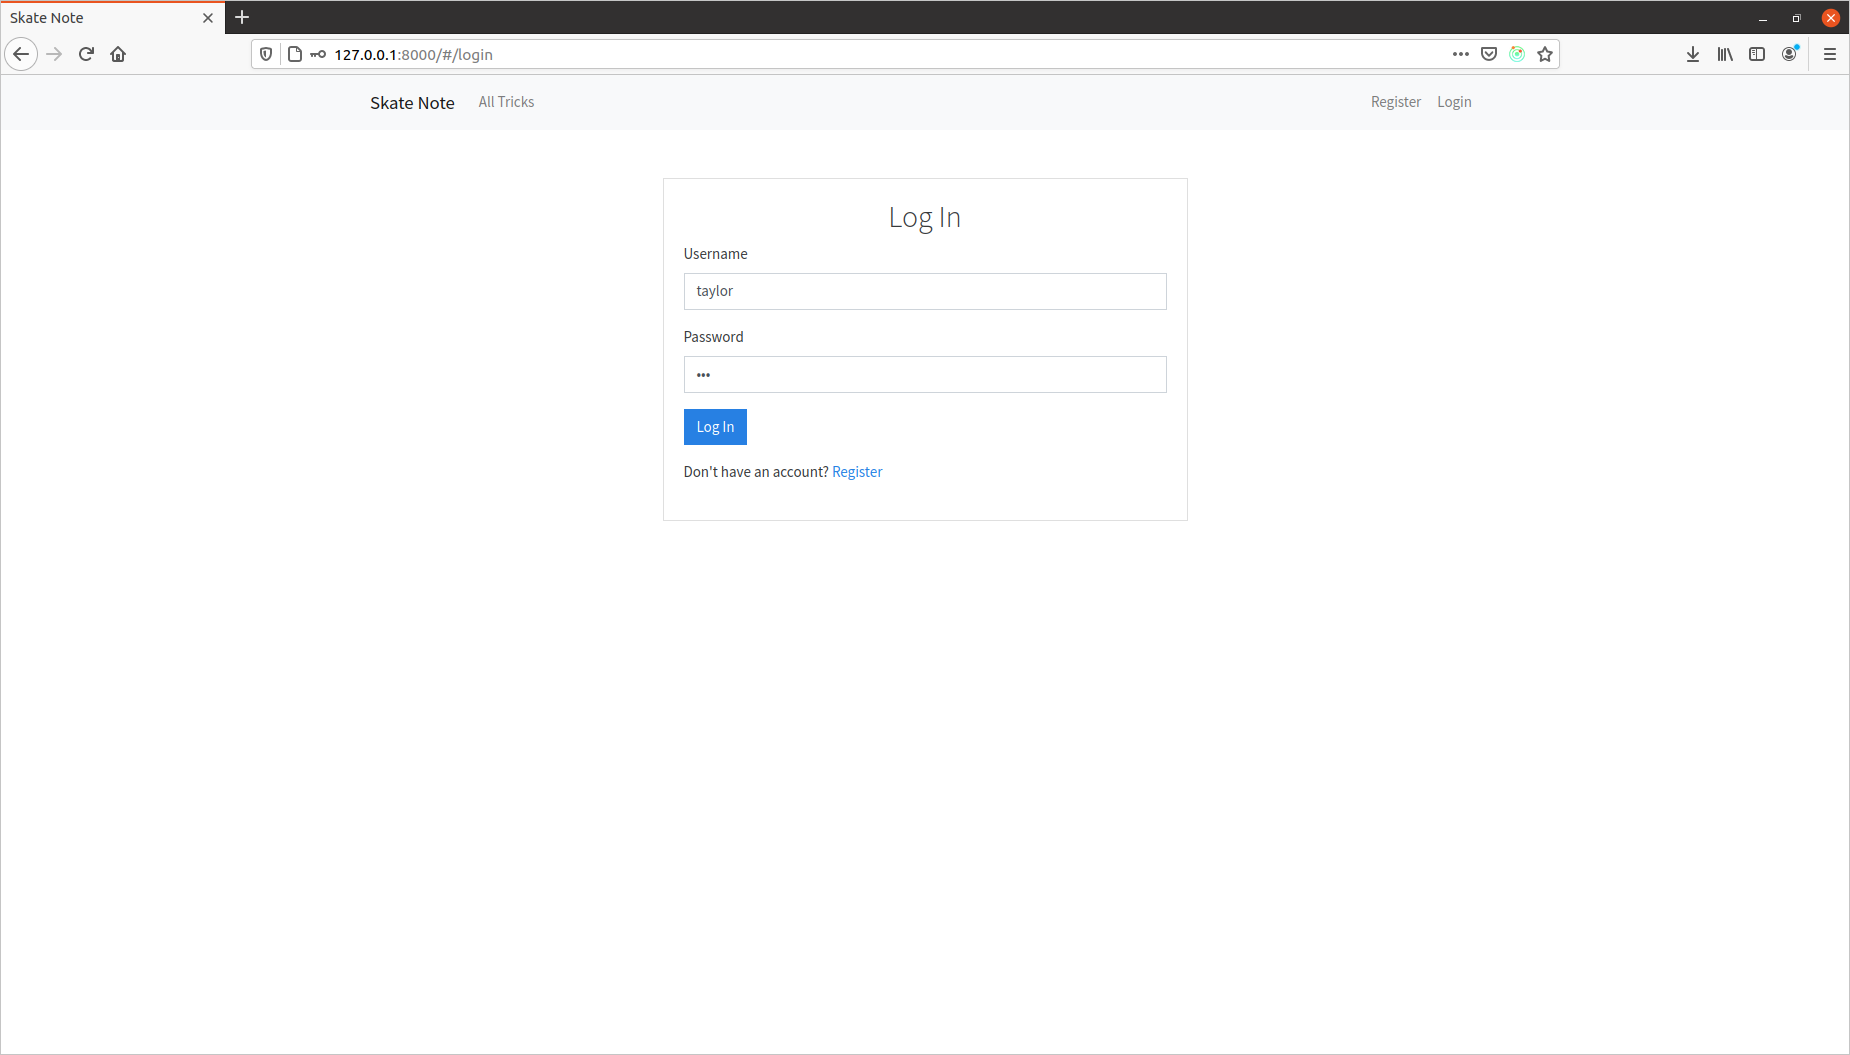 Skate Note
127.0.0.1:8000/#/login
Skate Note All Tricks Register Login
Log In
Username
taylor
Password
•••
Log In
Don't have an account? Register